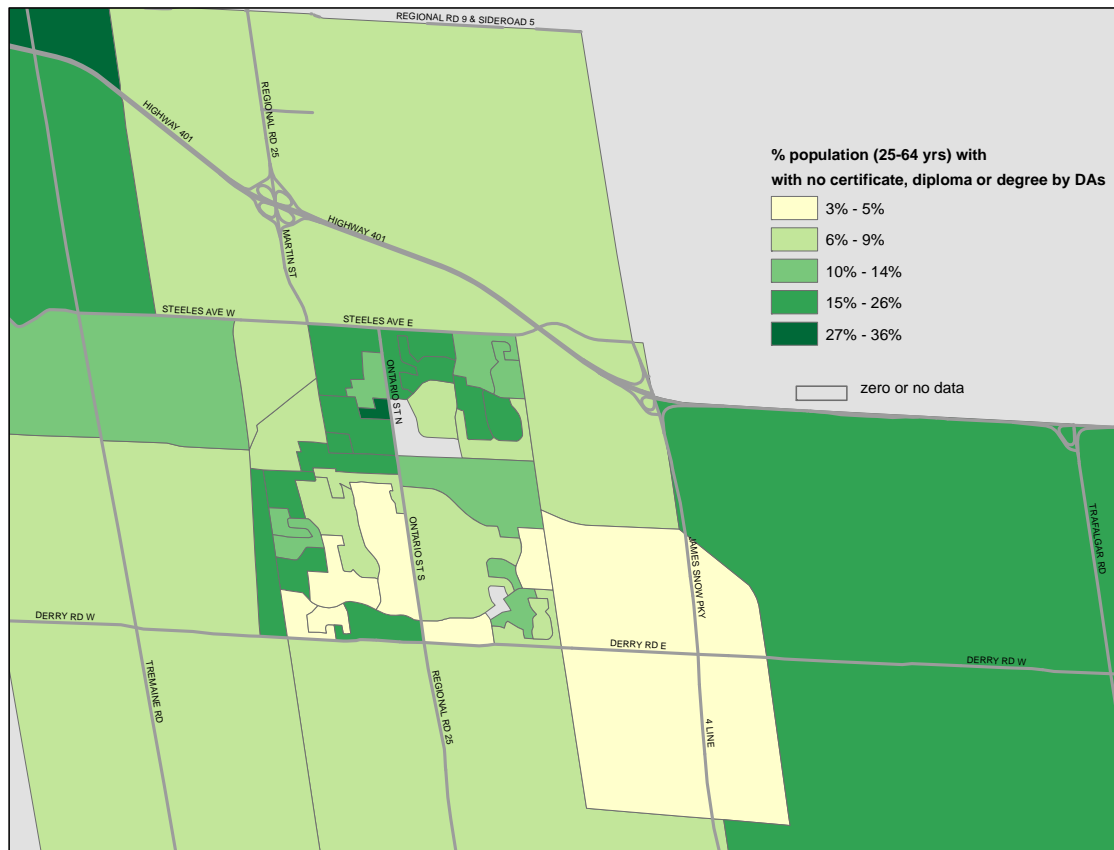 REGIONAL RD 9 & SIDEROAD 5
REGIONAL RD 25
HIGHWAY 401
HIGHWAY 401
MARTIN ST
% population (25-64 yrs) with
with no certificate, diploma or degree by DAs
3% - 5%
6% - 9%
10% - 14%
15% - 26%
27% - 36%
zero or no data
STEELES AVE W
STEELES AVE E
ONTARIO ST N
ONTARIO ST S
JAMES SNOW PKY
TRAFALGAR RD
DERRY RD W
DERRY RD E
DERRY RD W
TREMAINE RD
REGIONAL RD 25
4 LINE